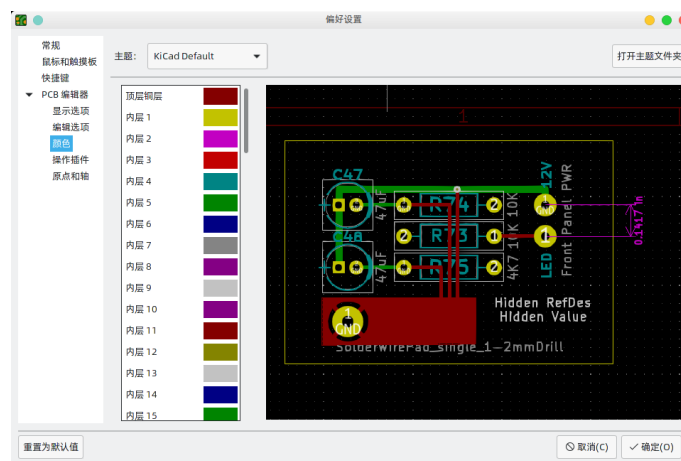 偏好设置
常规
鼠标和触摸板
快捷键
PCB 编辑器
显示选项
编辑选项
颜色
操作插件
原点和轴
主题:
KiCad Default
打开主题文件夹
顶层铜层
内层 1
内层 2
内层 3
内层 4
内层 5
内层 6
内层 7
内层 8
内层 9
内层 10
内层 11
内层 12
内层 13
内层 14
内层 15
1
C47
47uF
R74
10K
12V
Front Panel PWR
GND
R73
10K
1
LED
0.1417 in
C48
47uF
R75
4K7
Hidden RefDes
Hidden Value
1
GND
SolderwirePad_single_1-2mmDrill
重置为默认值
取消(C)
确定(O)